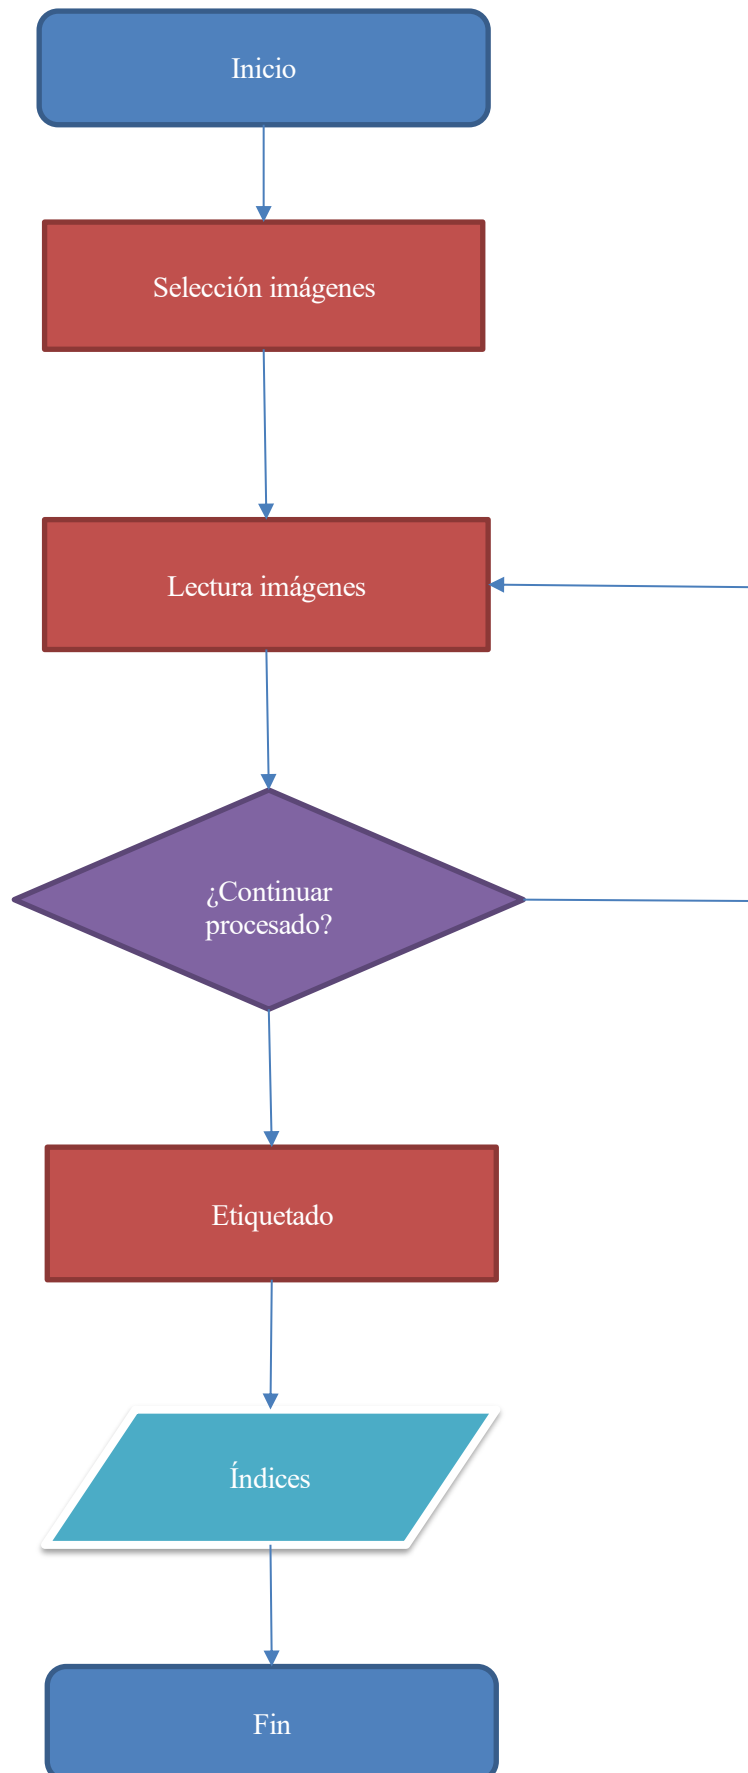 Inicio
Selección imágenes
Lectura imágenes
¿Continuar
procesado?
Etiquetado
Índices
Fin